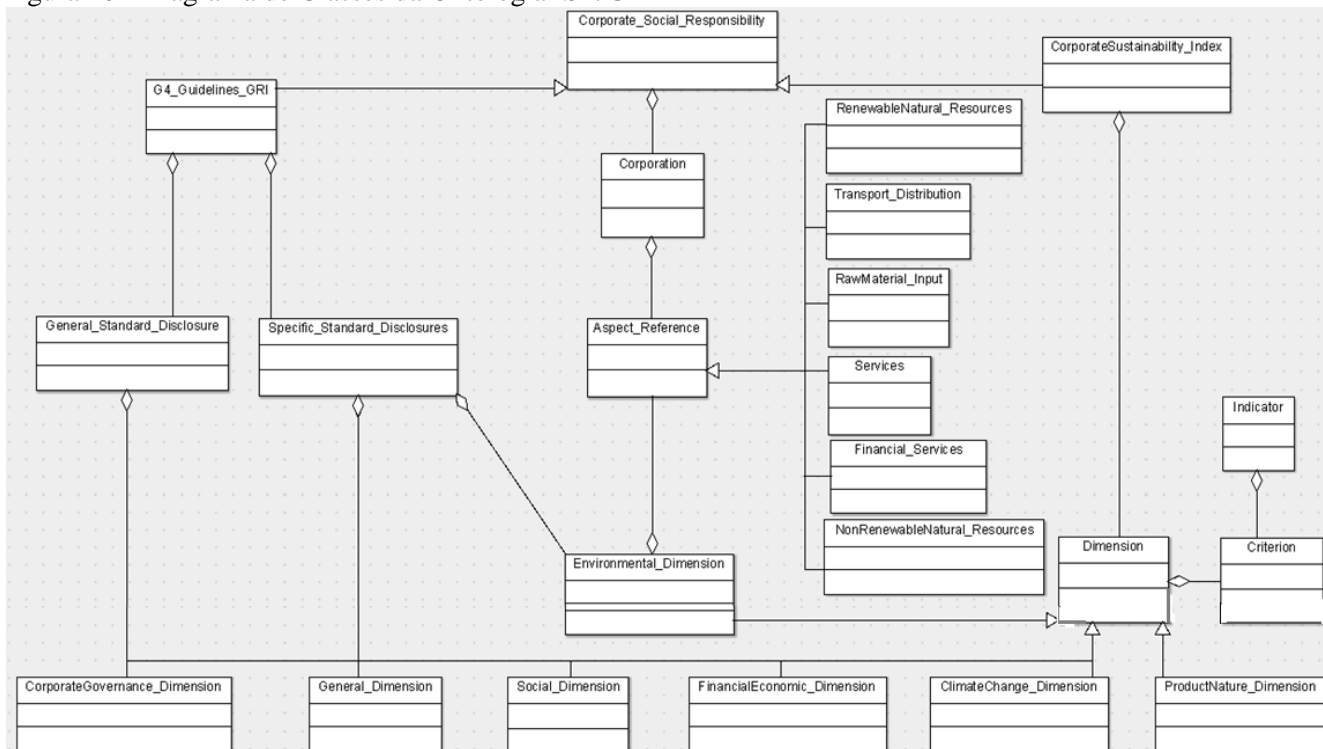 Corporate_Social_Responsibility
CorporateSustainability_Index
G4_Guidelines_GRI
RenewableNatural_Resources
Corporation
Transport_Distribution
RawMaterial_Input
General_Standard_Disclosure
Specific_Standard_Disclosures
Aspect_Reference
Services
Indicator
Financial_Services
NonRenewableNatural_Resources
Environmental_Dimension
Dimension
Criterion
CorporateGovernance_Dimension
General_Dimension
Social_Dimension
FinancialEconomic_Dimension
ClimateChange_Dimension
ProductNature_Dimension